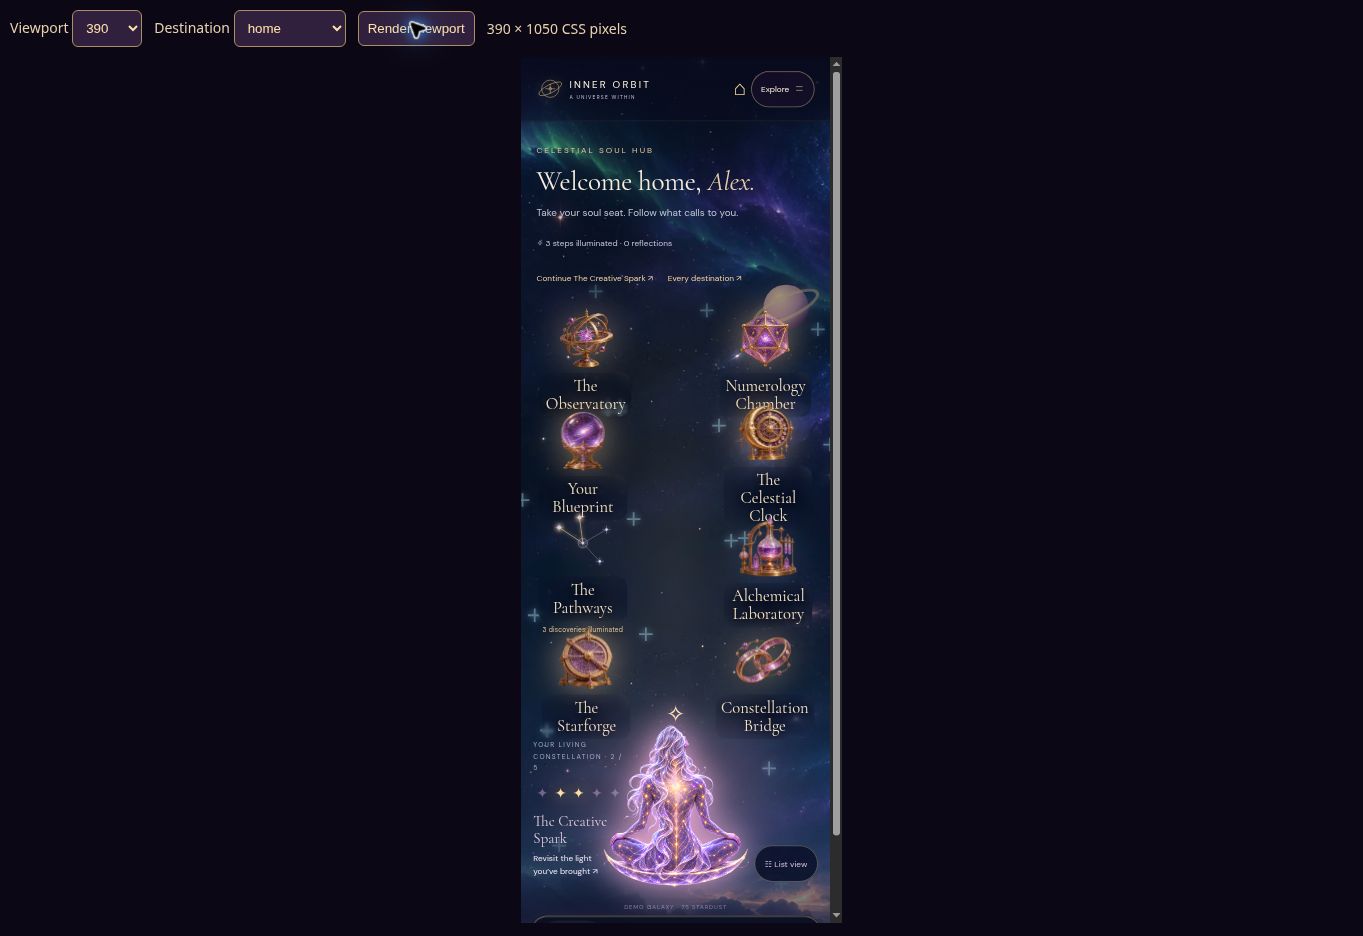 Viewport 390 Destination home Render viewport 390 × 1050 CSS pixels
INNER ORBIT
A UNIVERSE WITHIN
Explore
CELESTIAL SOUL HUB
Welcome home, Alex.
Take your soul seat. Follow what calls to you.
3 steps illuminated · 0 reflections
Continue The Creative Spark ↗ Every destination ↗
The
Observatory
Numerology
Chamber
Your
Blueprint
The
Celestial
Clock
The
Pathways
3 discoveries illuminated
Alchemical
Laboratory
The
Starforge
Constellation
Bridge
YOUR LIVING
CONSTELLATION · 2 /
5
The Creative
Spark
Revisit the light
you've brought ↗
List view
DEMO GALAXY · 75 STARDUST